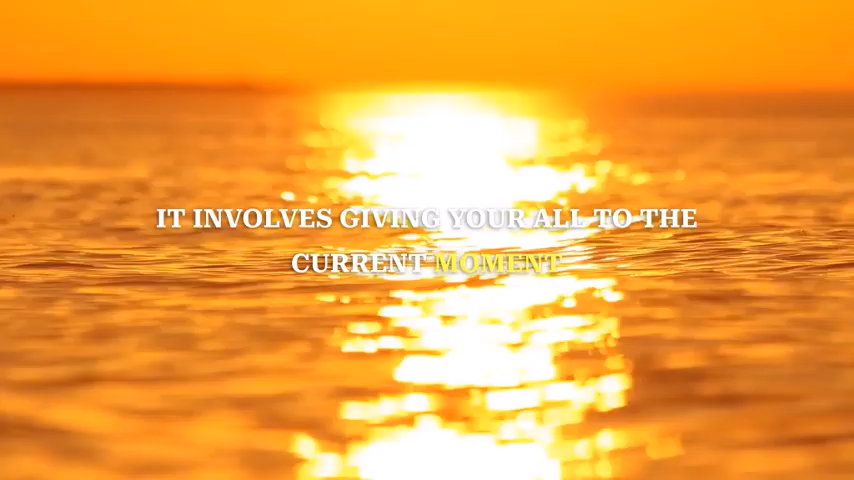 IT INVOLVES GIVING YOUR ALL TO THE
CURRENT MOMENT